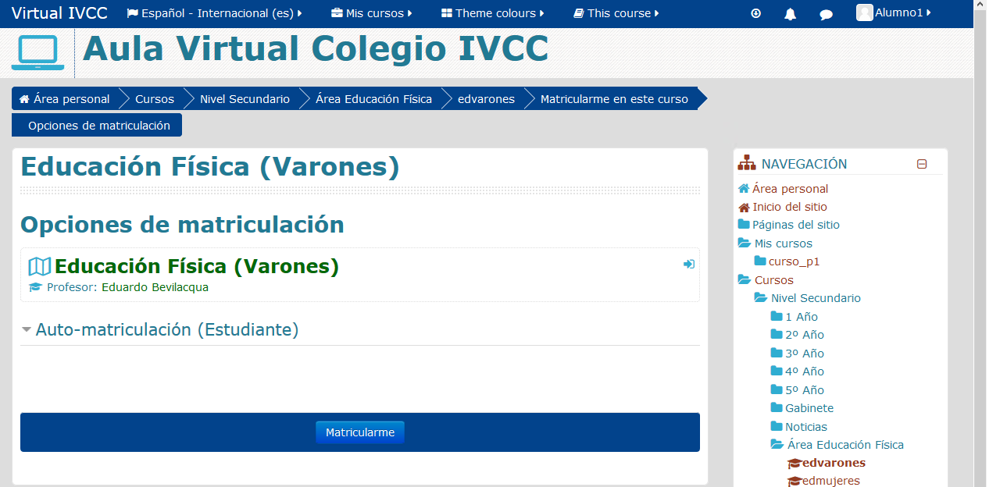 Virtual IVCC Español - Internacional (es) Mis cursos Theme colours This course Alumno1
Aula Virtual Colegio IVCC
Área personal Cursos Nivel Secundario Área Educación Física edvarones Matricularme en este curso
Opciones de matriculación
Educación Física (Varones)
Opciones de matriculación
Educación Física (Varones)
Profesor: Eduardo Bevilacqua
Auto-matriculación (Estudiante)
Matricularme
NAVEGACIÓN
Área personal
Inicio del sitio
Páginas del sitio
Mis cursos
curso_p1
Cursos
Nivel Secundario
1 Año
2º Año
3º Año
4º Año
5º Año
Gabinete
Noticias
Área Educación Física
edvarones
edmujeres